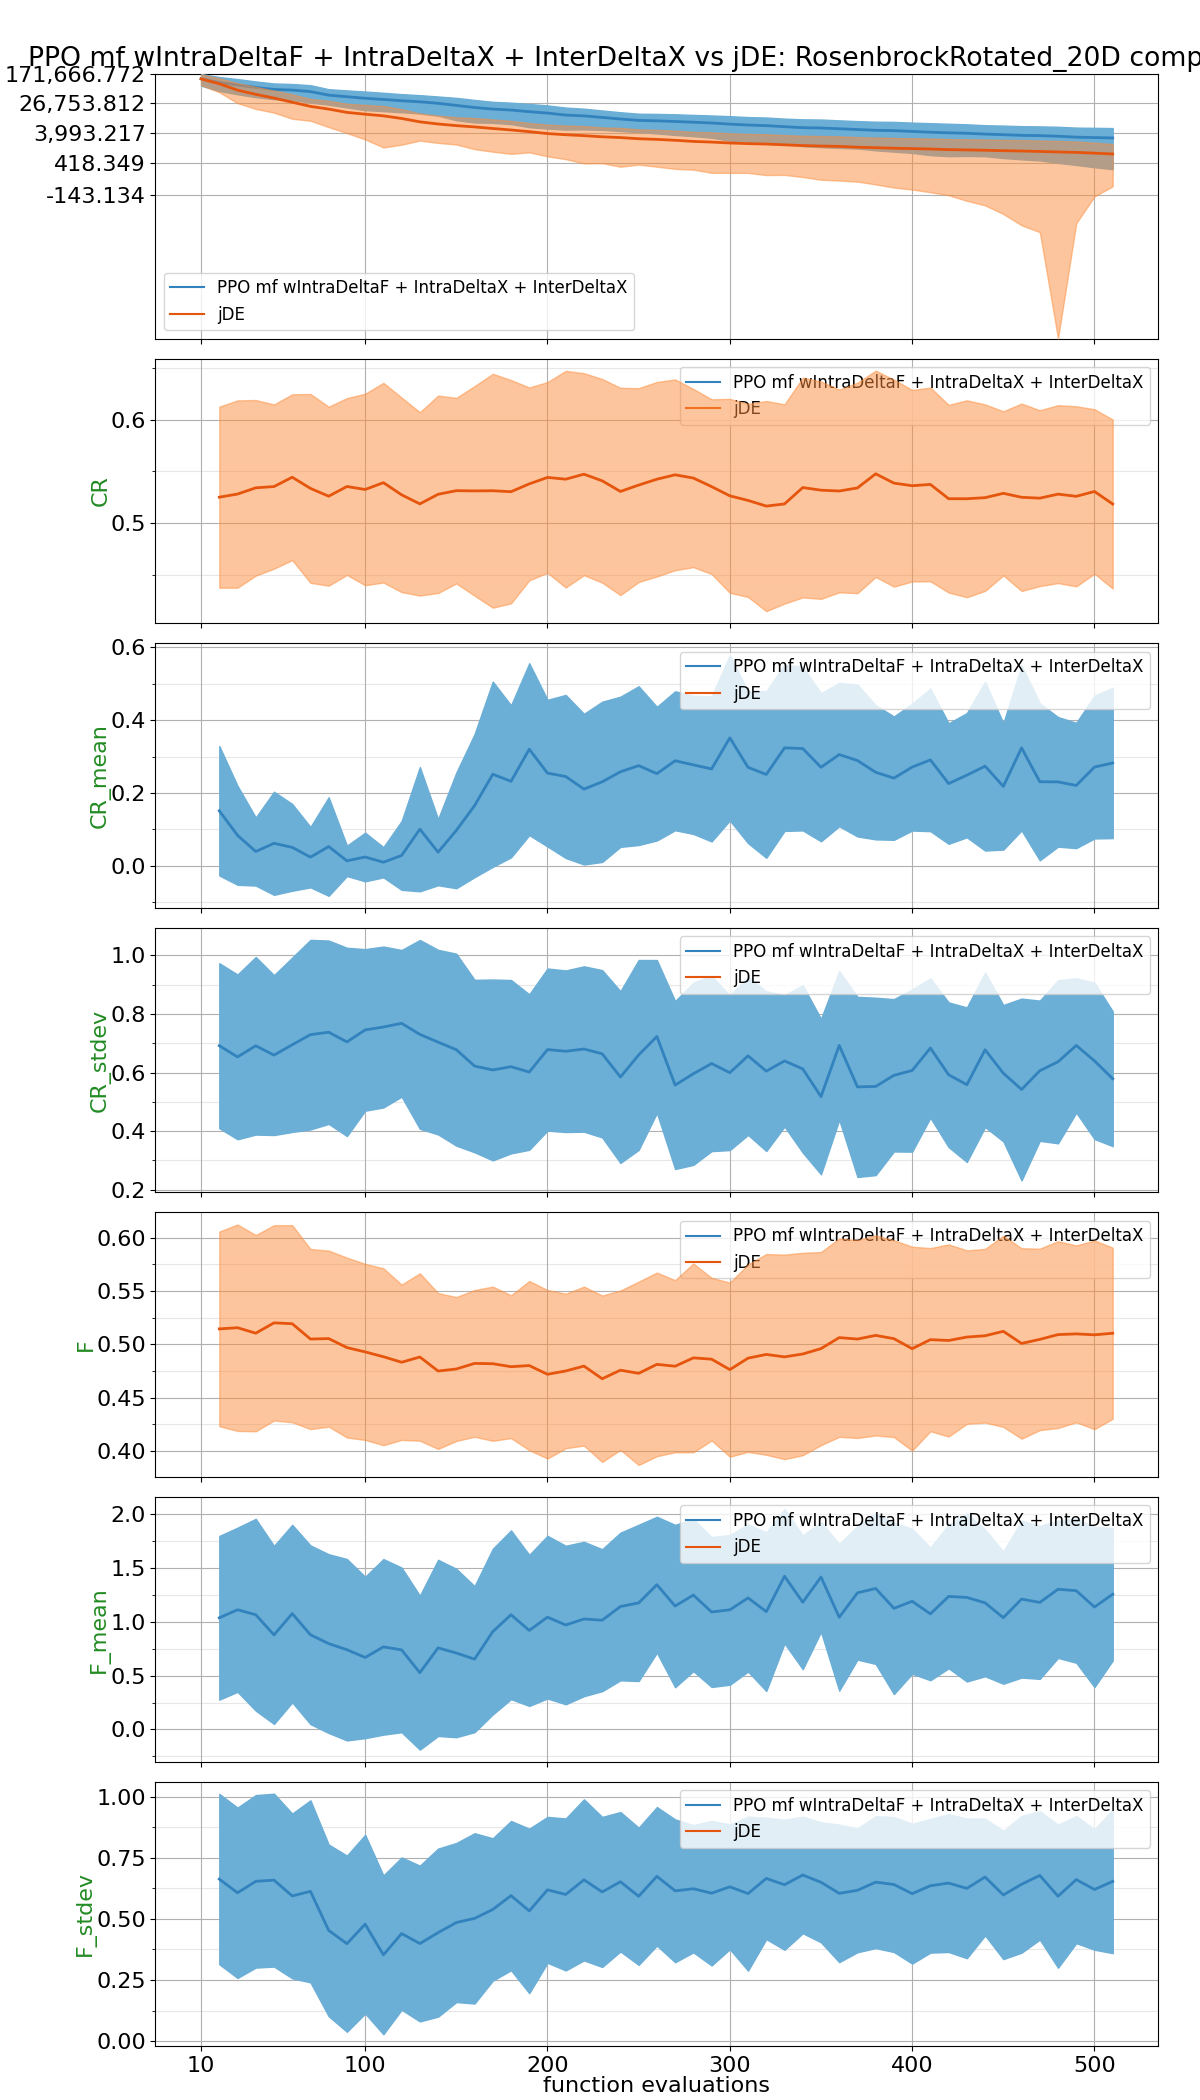 PPO mf wIntraDeltaF + IntraDeltaX + InterDeltaX vs jDE: RosenbrockRotated_20D comp
171,666.772
26,753.812
3,993.217
418.349
-143.134
PPO mf wIntraDeltaF + IntraDeltaX + InterDeltaX
jDE
PPO mf wIntraDeltaF + IntraDeltaX + InterDeltaX
jDE
0.6
0.5
CR
PPO mf wIntraDeltaF + IntraDeltaX + InterDeltaX
jDE
0.6
0.4
0.2
0.0
CR_mean
PPO mf wIntraDeltaF + IntraDeltaX + InterDeltaX
jDE
1.0
0.8
0.6
0.4
0.2
CR_stdev
PPO mf wIntraDeltaF + IntraDeltaX + InterDeltaX
jDE
0.60
0.55
0.50
0.45
0.40
F
PPO mf wIntraDeltaF + IntraDeltaX + InterDeltaX
jDE
2.0
1.5
1.0
0.5
0.0
F_mean
PPO mf wIntraDeltaF + IntraDeltaX + InterDeltaX
jDE
1.00
0.75
0.50
0.25
0.00
F_stdev
10 100 200 300 400 500
function evaluations